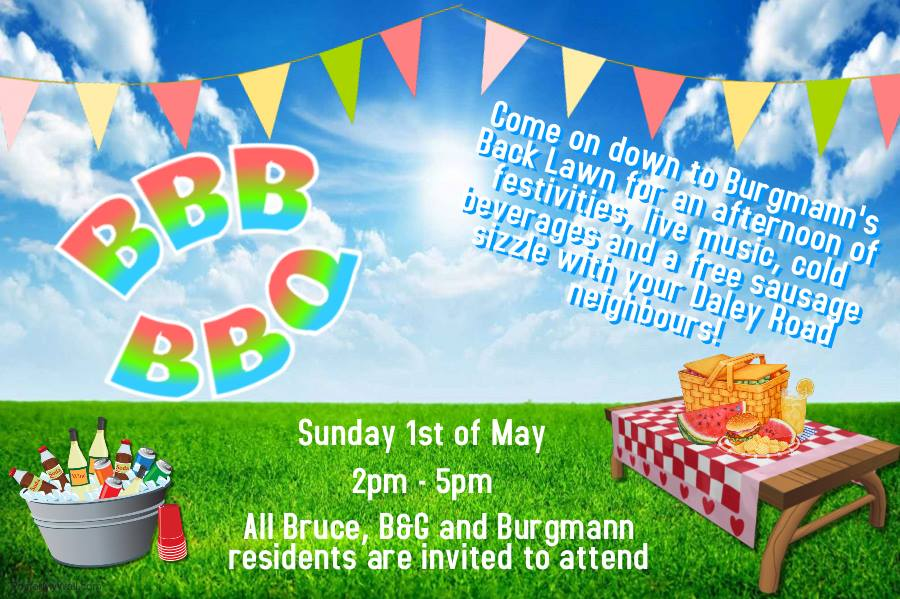 BBB
BBQ
Come on down to Burgmann's
Back Lawn for an afternoon of
festivities, live music, cold
beverages and a free sausage
sizzle with your Daley Road
neighbours!
Sunday 1st of May
2pm - 5pm
All Bruce, B&G and Burgmann
residents are invited to attend
Wine
Soda